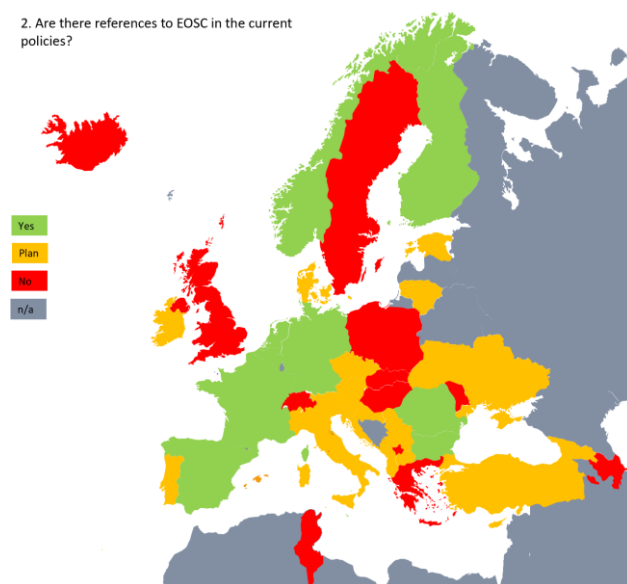 2. Are there references to EOSC in the current
policies?
Yes
Plan
No
n/a